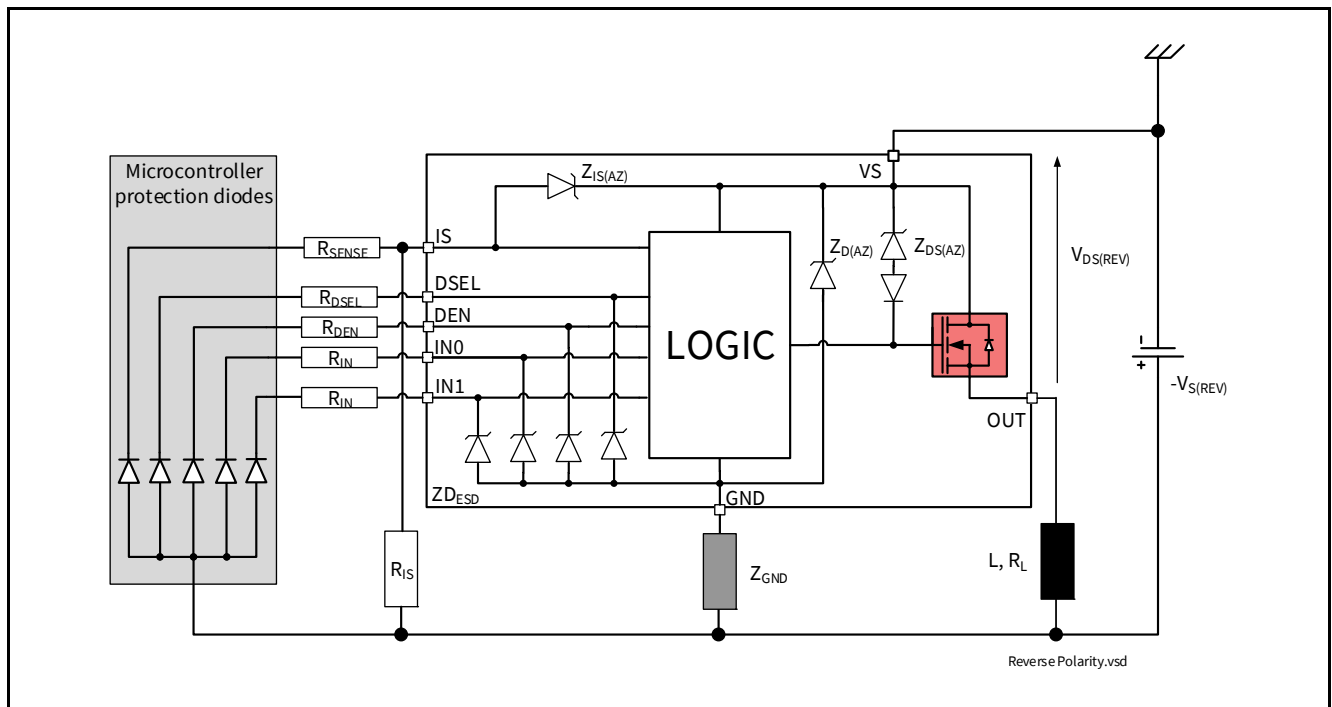 Microcontroller
protection diodes
VS
Z_IS(AZ)
R_SENSE
IS
Z_D(AZ)
Z_DS(AZ)
V_DS(REV)
R_DSEL
DSEL
R_DEN
DEN
R_IN
IN0
LOGIC
-
+
-V_S(REV)
R_IN
IN1
OUT
ZD_ESD
GND
R_IS
Z_GND
L, R_L
Reverse Polarity.vsd